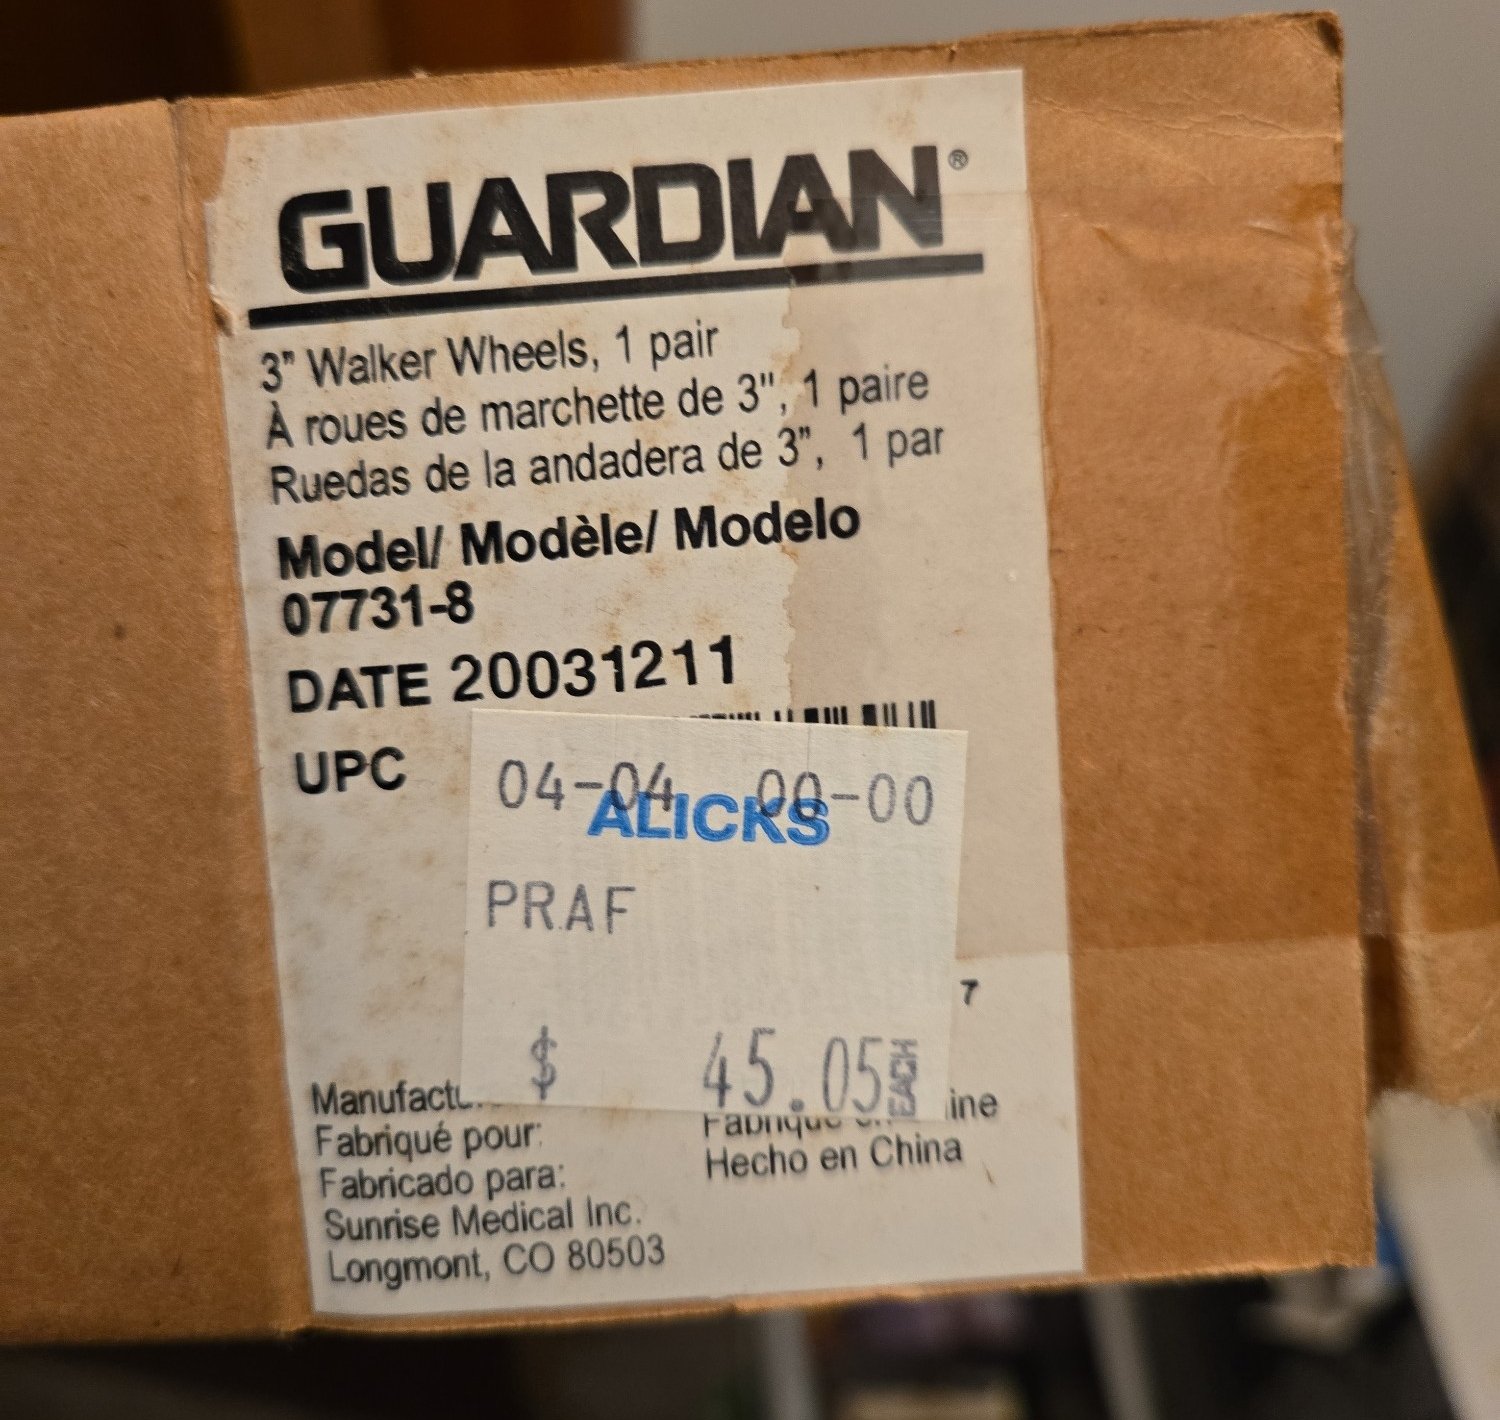 GUARDIAN®
3" Walker Wheels, 1 pair
À roues de marchette de 3", 1 paire
Ruedas de la andadera de 3", 1 par
Model/ Modèle/ Modelo
07731-8
DATE 20031211
UPC
04-04 00-00
ALICKS
PRAF
7
$ 45.05 EACH
Fabriqué pour:
Fabricado para:
Sunrise Medical Inc.
Longmont, CO 80503
Hecho en China